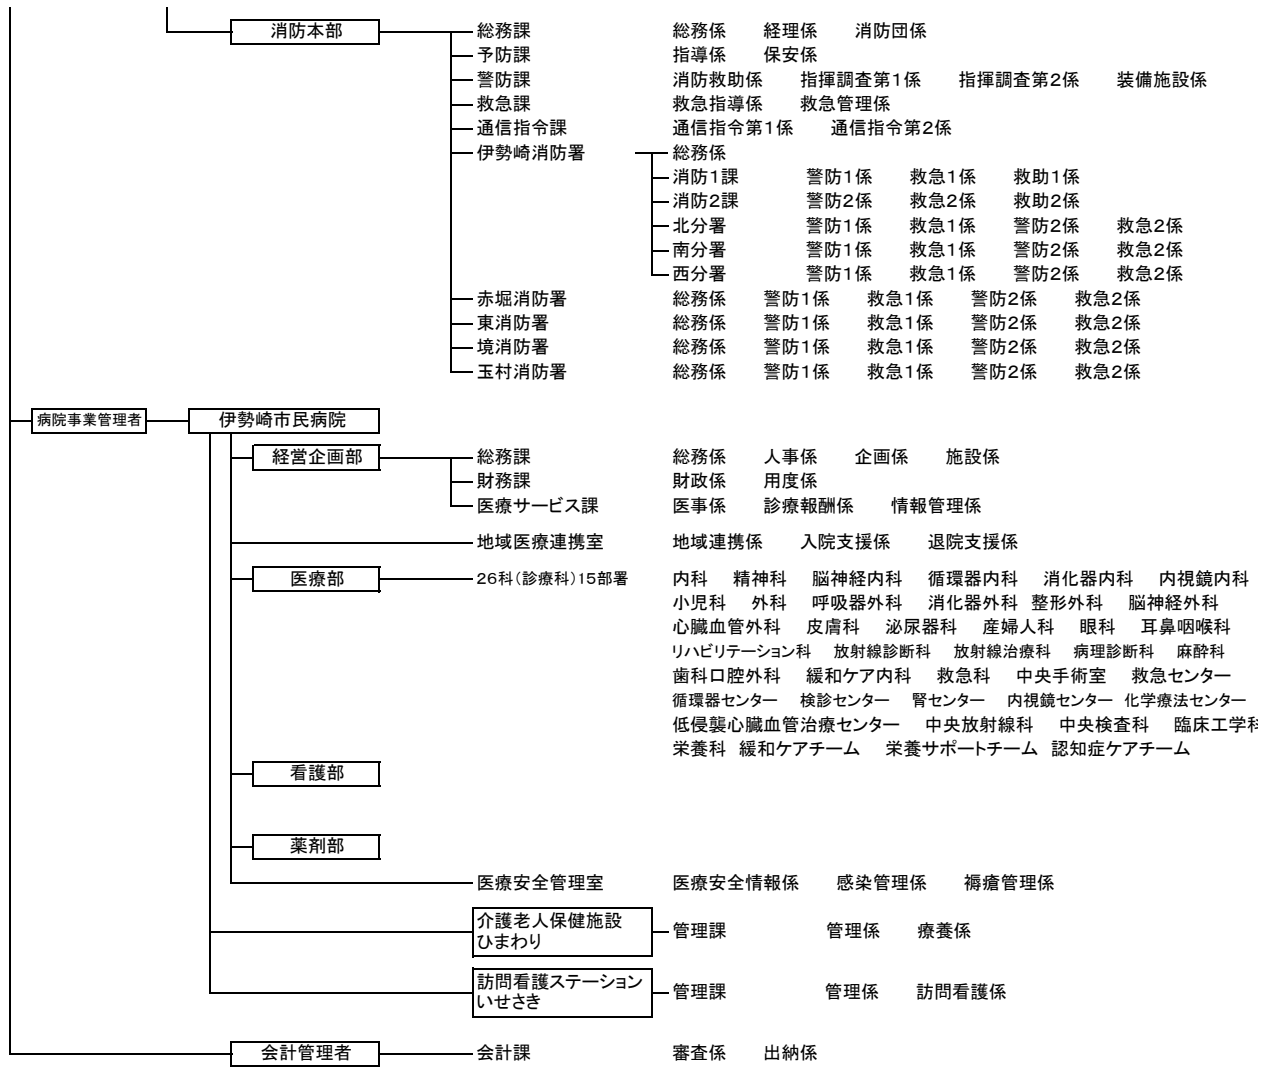 消防本部 総務課 総務係 経理係 消防団係
予防課 指導係 保安係
警防課 消防救助係 指揮調査第1係 指揮調査第2係 装備施設係
救急課 救急指導係 救急管理係
通信指令課 通信指令第1係 通信指令第2係
伊勢崎消防署 総務係
消防1課 警防1係 救急1係 救助1係
消防2課 警防2係 救急2係 救助2係
北分署 警防1係 救急1係 警防2係 救急2係
南分署 警防1係 救急1係 警防2係 救急2係
西分署 警防1係 救急1係 警防2係 救急2係
赤堀消防署 総務係 警防1係 救急1係 警防2係 救急2係
東消防署 総務係 警防1係 救急1係 警防2係 救急2係
境消防署 総務係 警防1係 救急1係 警防2係 救急2係
玉村消防署 総務係 警防1係 救急1係 警防2係 救急2係
病院事業管理者 伊勢崎市民病院
経営企画部 総務課 総務係 人事係 企画係 施設係
財務課 財政係 用度係
医療サービス課 医事係 診療報酬係 情報管理係
地域医療連携室 地域連携係 入院支援係 退院支援係
医療部 26科(診療科)15部署 内科 精神科 脳神経内科 循環器内科 消化器内科 内視鏡内科
小児科 外科 呼吸器外科 消化器外科 整形外科 脳神経外科
心臓血管外科 皮膚科 泌尿器科 産婦人科 眼科 耳鼻咽喉科
リハビリテーション科 放射線診断科 放射線治療科 病理診断科 麻酔科
歯科口腔外科 緩和ケア内科 救急科 中央手術室 救急センター
循環器センター 検診センター 腎センター 内視鏡センター 化学療法センター
低侵襲心臓血管治療センター 中央放射線科 中央検査科 臨床工学科
栄養科 緩和ケアチーム 栄養サポートチーム 認知症ケアチーム
看護部
薬剤部
医療安全管理室 医療安全情報係 感染管理係 褥瘡管理係
介護老人保健施設
ひまわり 管理課 管理係 療養係
訪問看護ステーション
いせさき 管理課 管理係 訪問看護係
会計管理者 会計課 審査係 出納係